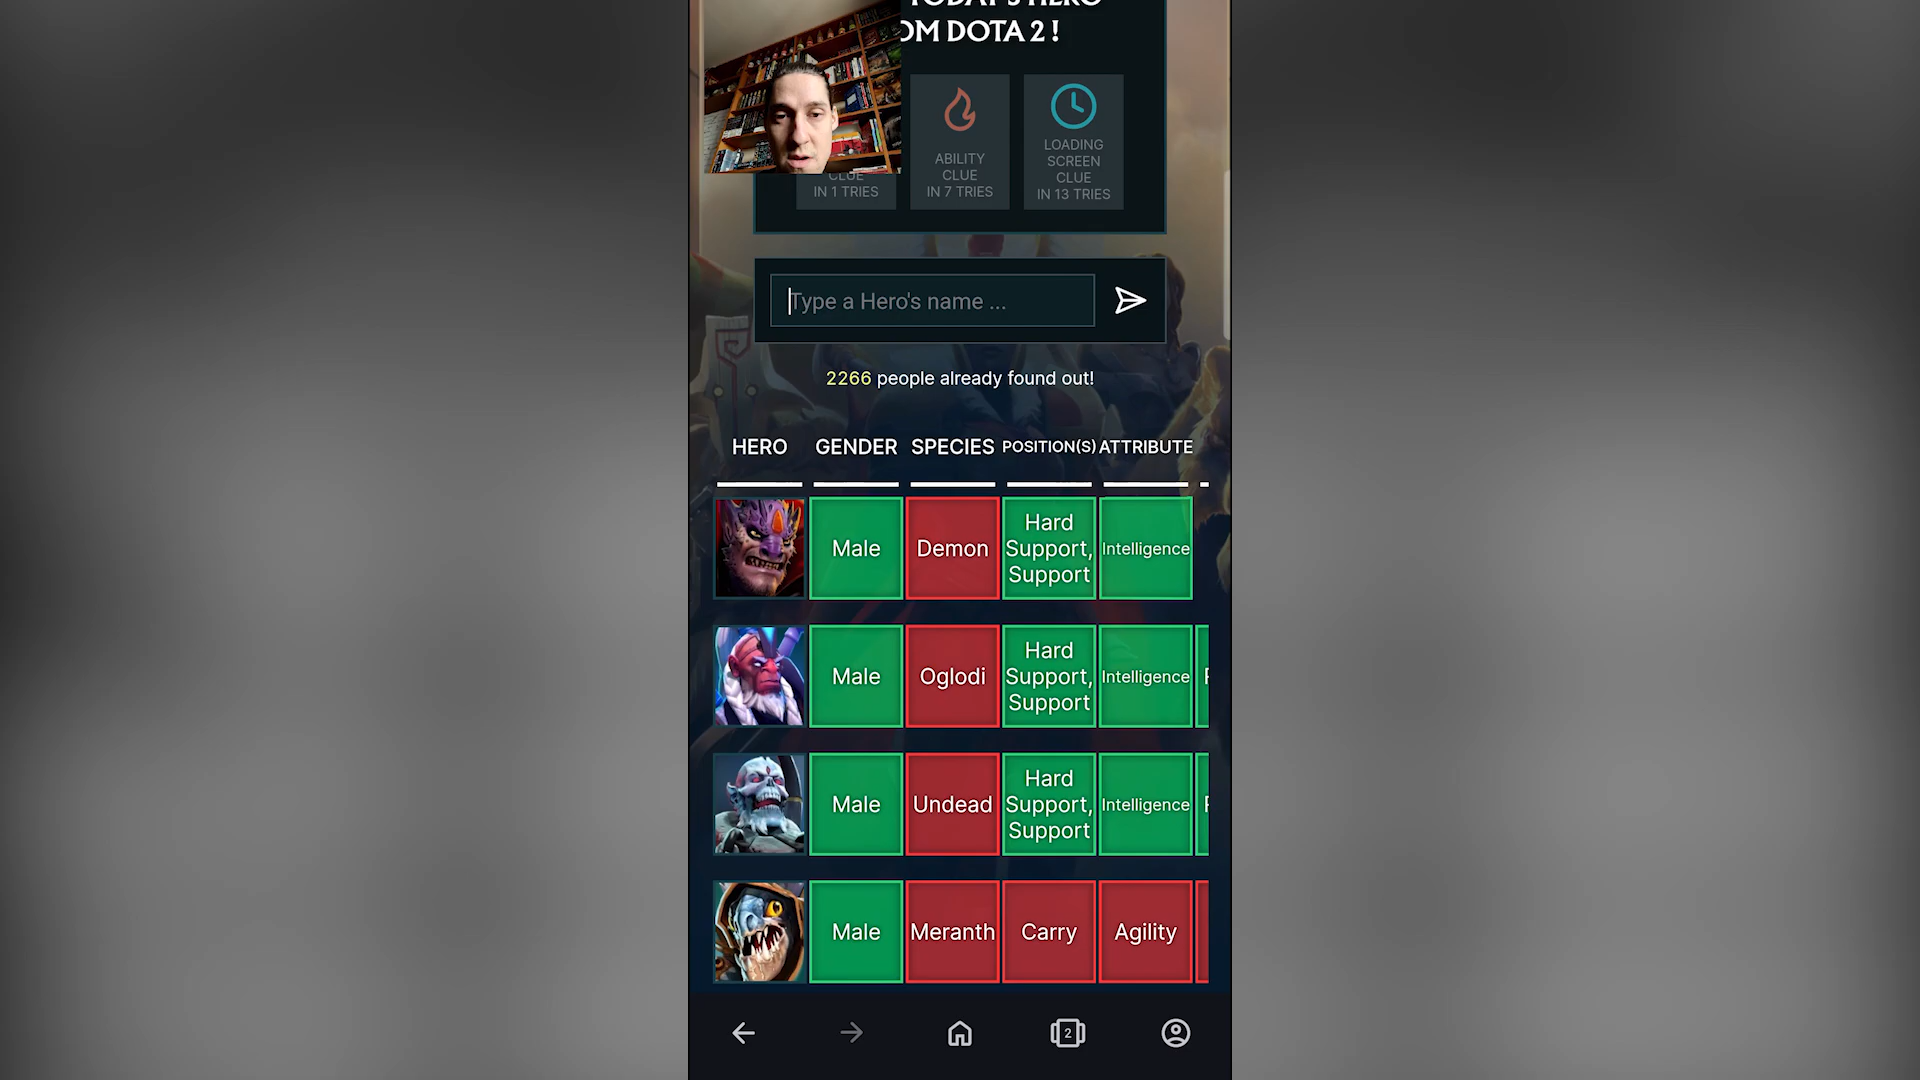 OM DOTA 2 !
CLUE
IN 1 TRIES
ABILITY
CLUE
IN 7 TRIES
LOADING
SCREEN
CLUE
IN 13 TRIES
Type a Hero's name ...
2266 people already found out!
HERO GENDER SPECIES POSITION(S) ATTRIBUTE
Male Demon Hard Support, Support Intelligence
Male Oglodi Hard Support, Support Intelligence
Male Undead Hard Support, Support Intelligence
Male Meranth Carry Agility
2